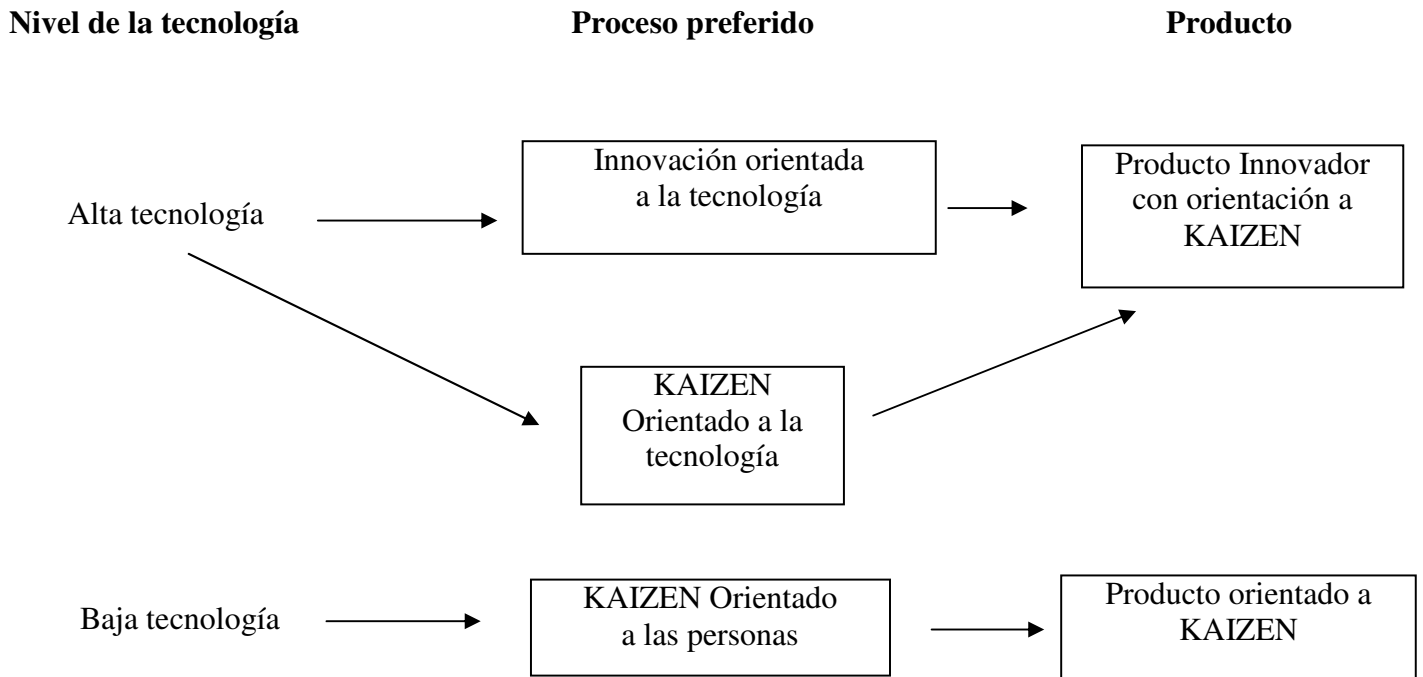 Nivel de la tecnología
Proceso preferido
Producto
Innovación orientada
a la tecnología
Producto Innovador
con orientación a
KAIZEN
Alta tecnología
KAIZEN
Orientado a la
tecnología
Baja tecnología
KAIZEN Orientado
a las personas
Producto orientado a
KAIZEN